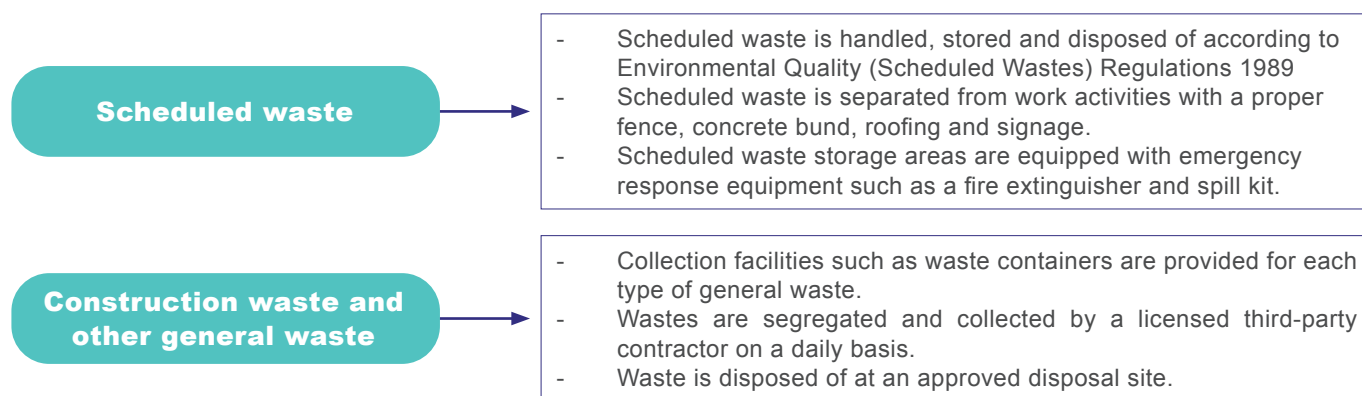 Scheduled waste
- Scheduled waste is handled, stored and disposed of according to
Environmental Quality (Scheduled Wastes) Regulations 1989
- Scheduled waste is separated from work activities with a proper
fence, concrete bund, roofing and signage.
- Scheduled waste storage areas are equipped with emergency
response equipment such as a fire extinguisher and spill kit.
Construction waste and
other general waste
- Collection facilities such as waste containers are provided for each
type of general waste.
- Wastes are segregated and collected by a licensed third-party
contractor on a daily basis.
- Waste is disposed of at an approved disposal site.